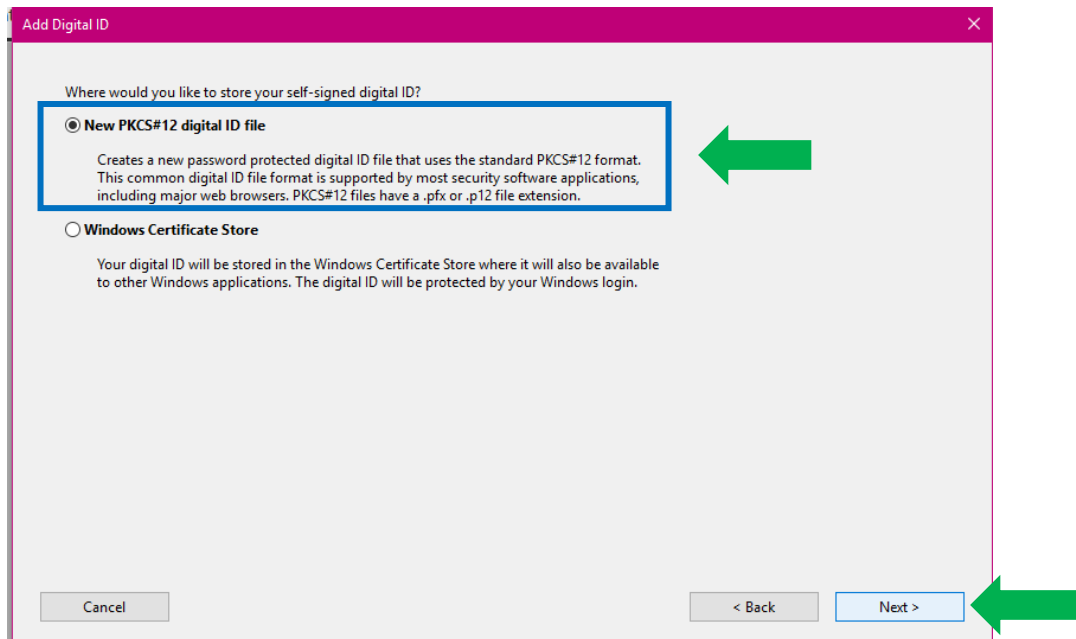 Add Digital ID
Where would you like to store your self-signed digital ID?
New PKCS#12 digital ID file
Creates a new password protected digital ID file that uses the standard PKCS#12 format.
This common digital ID file format is supported by most security software applications,
including major web browsers. PKCS#12 files have a .pfx or .p12 file extension.
Windows Certificate Store
Your digital ID will be stored in the Windows Certificate Store where it will also be available
to other Windows applications. The digital ID will be protected by your Windows login.
Cancel
< Back
Next >